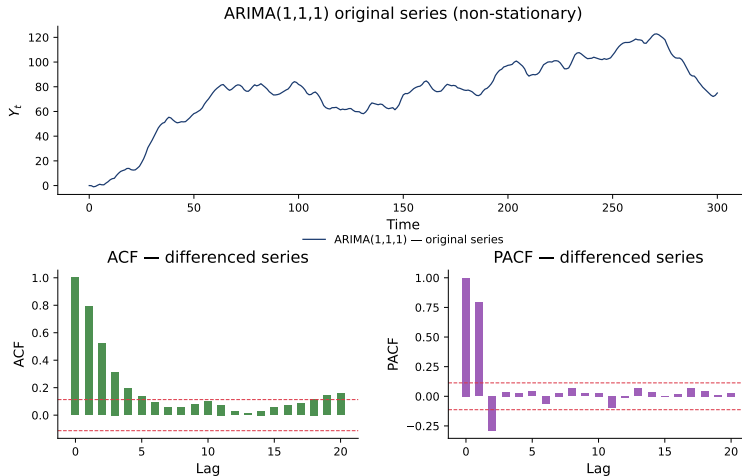 ARIMA(1,1,1) original series (non-stationary)
120
100
80
60
40
20
0
Y_t
0 50 100 150 200 250 300
Time
ARIMA(1,1,1) — original series
ACF — differenced series
1.0
0.8
0.6
0.4
0.2
0.0
ACF
0 5 10 15 20
Lag
PACF — differenced series
1.00
0.75
0.50
0.25
0.00
−0.25
PACF
0 5 10 15 20
Lag